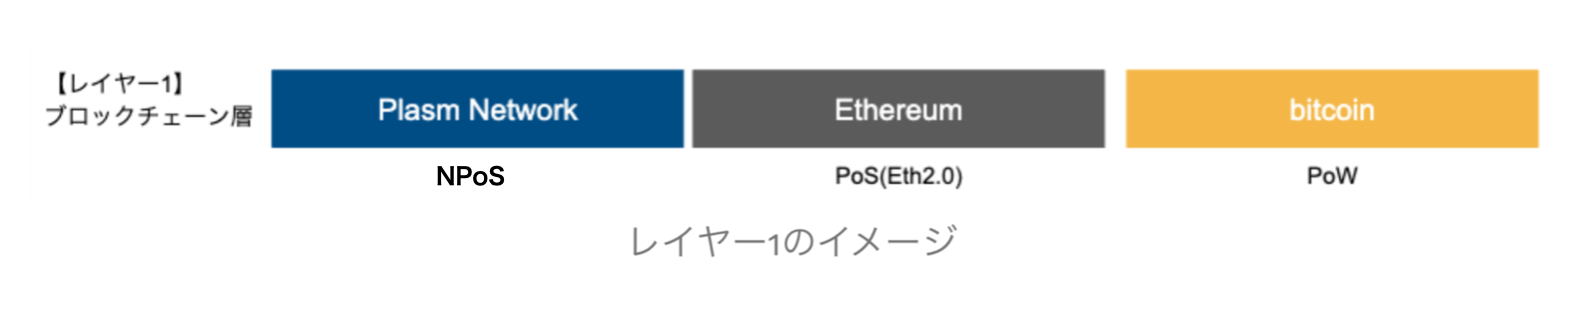 【レイヤー1】
ブロックチェーン層
Plasm Network
Ethereum
bitcoin
NPoS
PoS(Eth2.0)
PoW
レイヤー1のイメージ